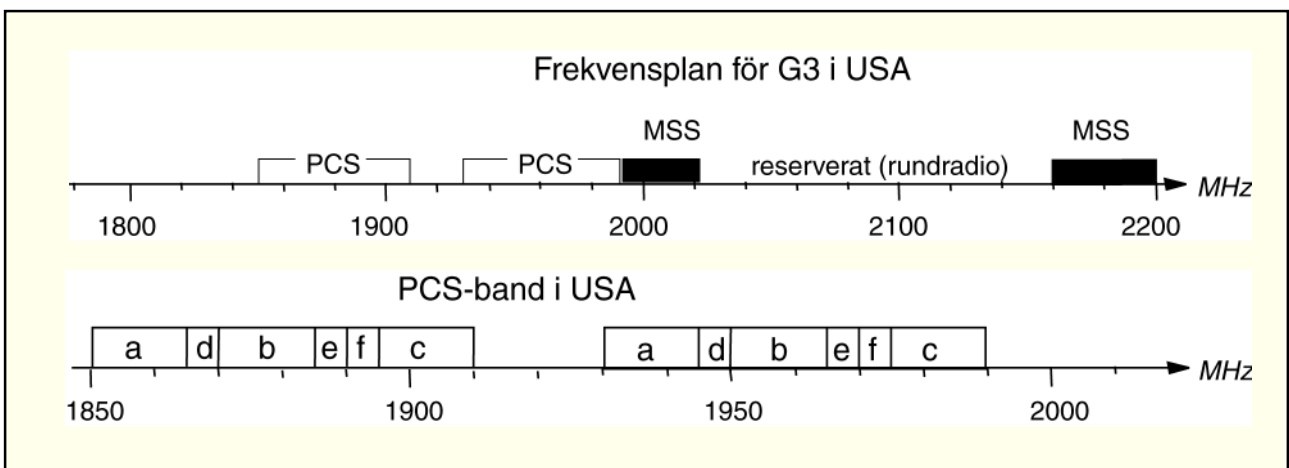 Frekvensplan för G3 i USA
MSS MSS
PCS PCS reserverat (rundradio)
MHz
1800 1900 2000 2100 2200
PCS-band i USA
a d b e f c a d b e f c
MHz
1850 1900 1950 2000